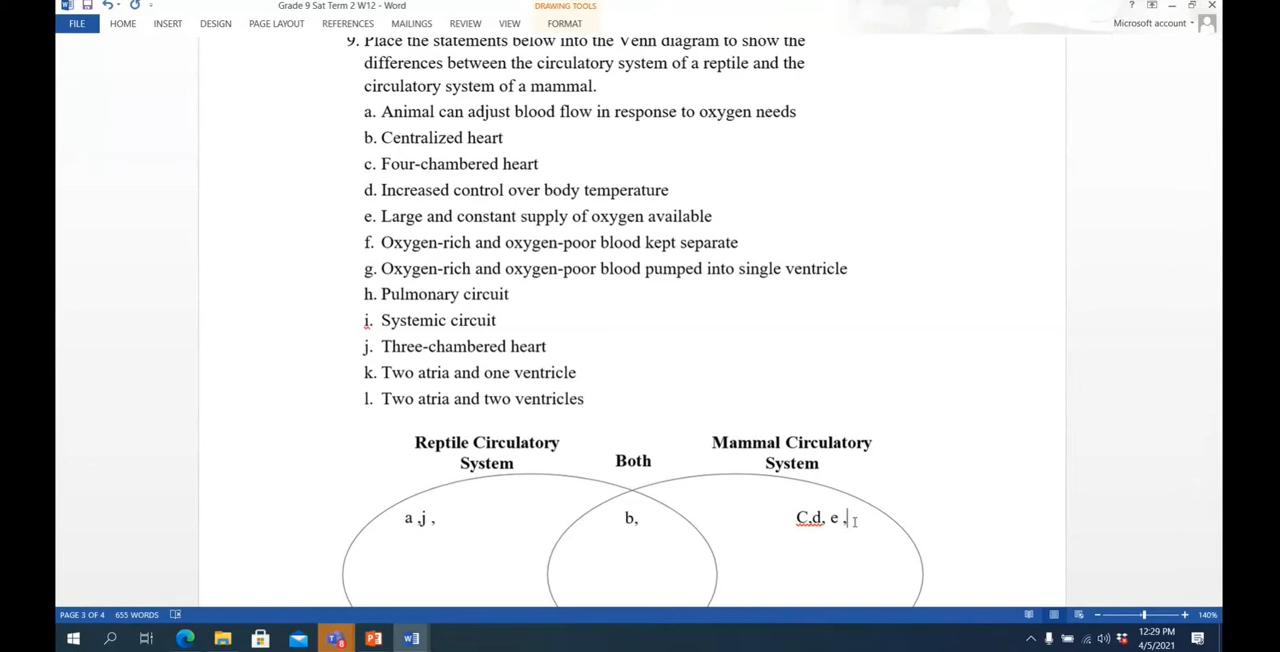 Grade 9 Sat Term 2 W12 - Word
DRAWING TOOLS
?
FILE HOME INSERT DESIGN PAGE LAYOUT REFERENCES MAILINGS REVIEW VIEW FORMAT
Microsoft account
9. Place the statements below into the Venn diagram to show the
differences between the circulatory system of a reptile and the
circulatory system of a mammal.
a. Animal can adjust blood flow in response to oxygen needs
b. Centralized heart
c. Four-chambered heart
d. Increased control over body temperature
e. Large and constant supply of oxygen available
f. Oxygen-rich and oxygen-poor blood kept separate
g. Oxygen-rich and oxygen-poor blood pumped into single ventricle
h. Pulmonary circuit
i. Systemic circuit
j. Three-chambered heart
k. Two atria and one ventricle
l. Two atria and two ventricles
Reptile Circulatory
System
Both
Mammal Circulatory
System
a ,j ,
b,
C,d, e ,
PAGE 3 OF 4 655 WORDS
140%
8
12:29 PM
4/5/2021